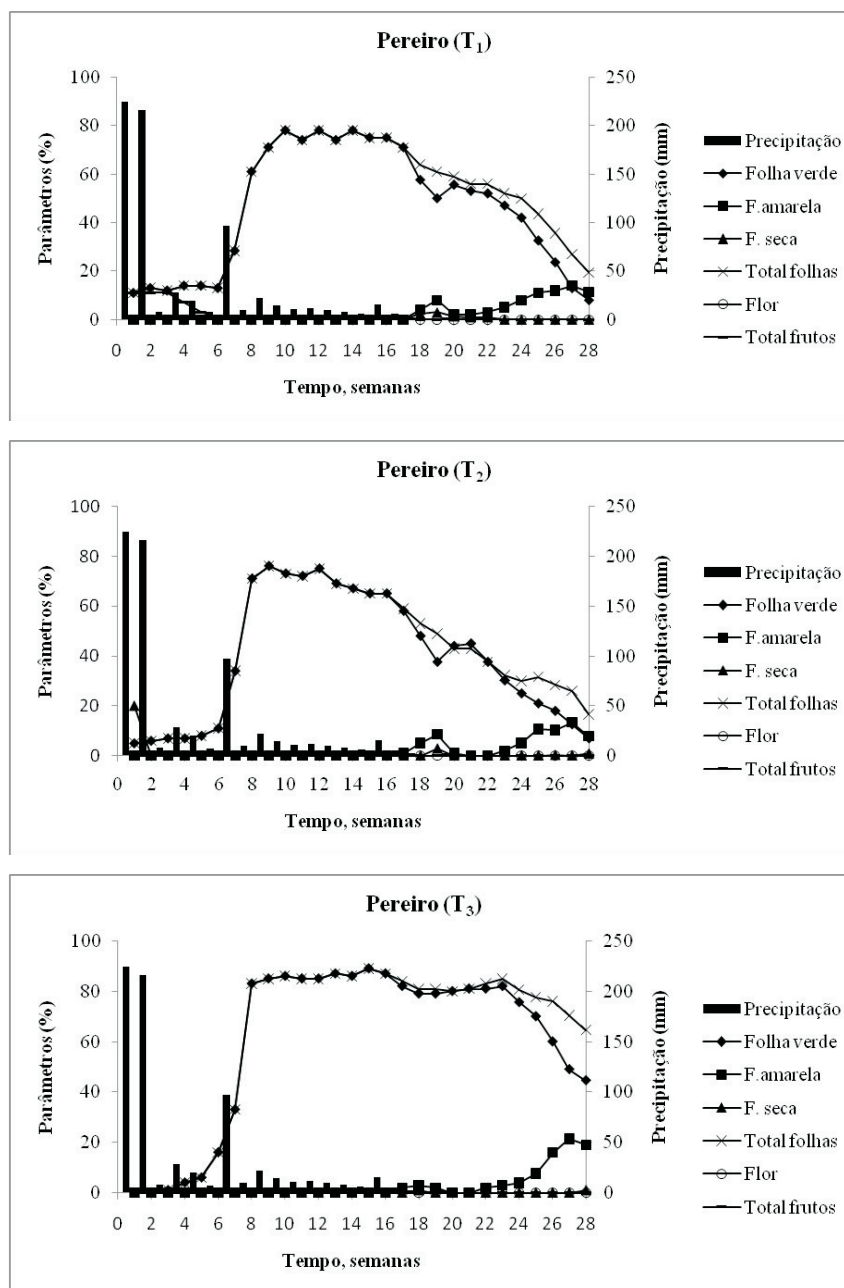 Pereiro (T₁)
Parâmetros (%)
100
80
60
40
20
0
250
200
150
100
50
0
Precipitação (mm)
0 2 4 6 8 10 12 14 16 18 20 22 24 26 28
Tempo, semanas
Precipitação
Folha verde
F.amarela
F. seca
Total folhas
Flor
Total frutos
Pereiro (T₂)
Parâmetros (%)
100
80
60
40
20
0
250
200
150
100
50
0
Precipitação (mm)
0 2 4 6 8 10 12 14 16 18 20 22 24 26 28
Tempo, semanas
Precipitação
Folha verde
F.amarela
F. seca
Total folhas
Flor
Total frutos
Pereiro (T₃)
Parâmetros (%)
100
80
60
40
20
0
250
200
150
100
50
0
Precipitação (mm)
0 2 4 6 8 10 12 14 16 18 20 22 24 26 28
Tempo, semanas
Precipitação
Folha verde
F.amarela
F. seca
Total folhas
Flor
Total frutos